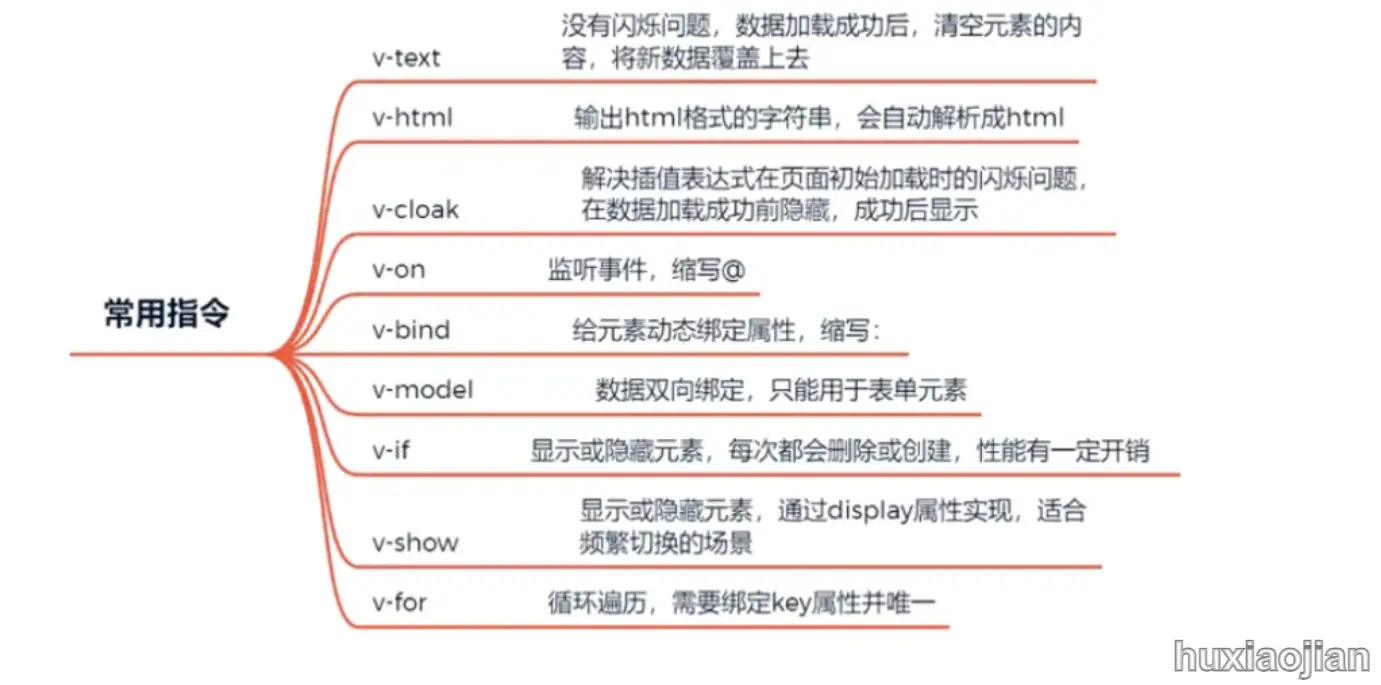 常用指令
v-text
没有闪烁问题，数据加载成功后，清空元素的内
容，将新数据覆盖上去
v-html
输出html格式的字符串，会自动解析成html
v-cloak
解决插值表达式在页面初始加载时的闪烁问题，
在数据加载成功前隐藏，成功后显示
v-on
监听事件，缩写@
v-bind
给元素动态绑定属性，缩写：
v-model
数据双向绑定，只能用于表单元素
v-if
显示或隐藏元素，每次都会删除或创建，性能有一定开销
v-show
显示或隐藏元素，通过display属性实现，适合
频繁切换的场景
v-for
循环遍历，需要绑定key属性并唯一
huxiaojian